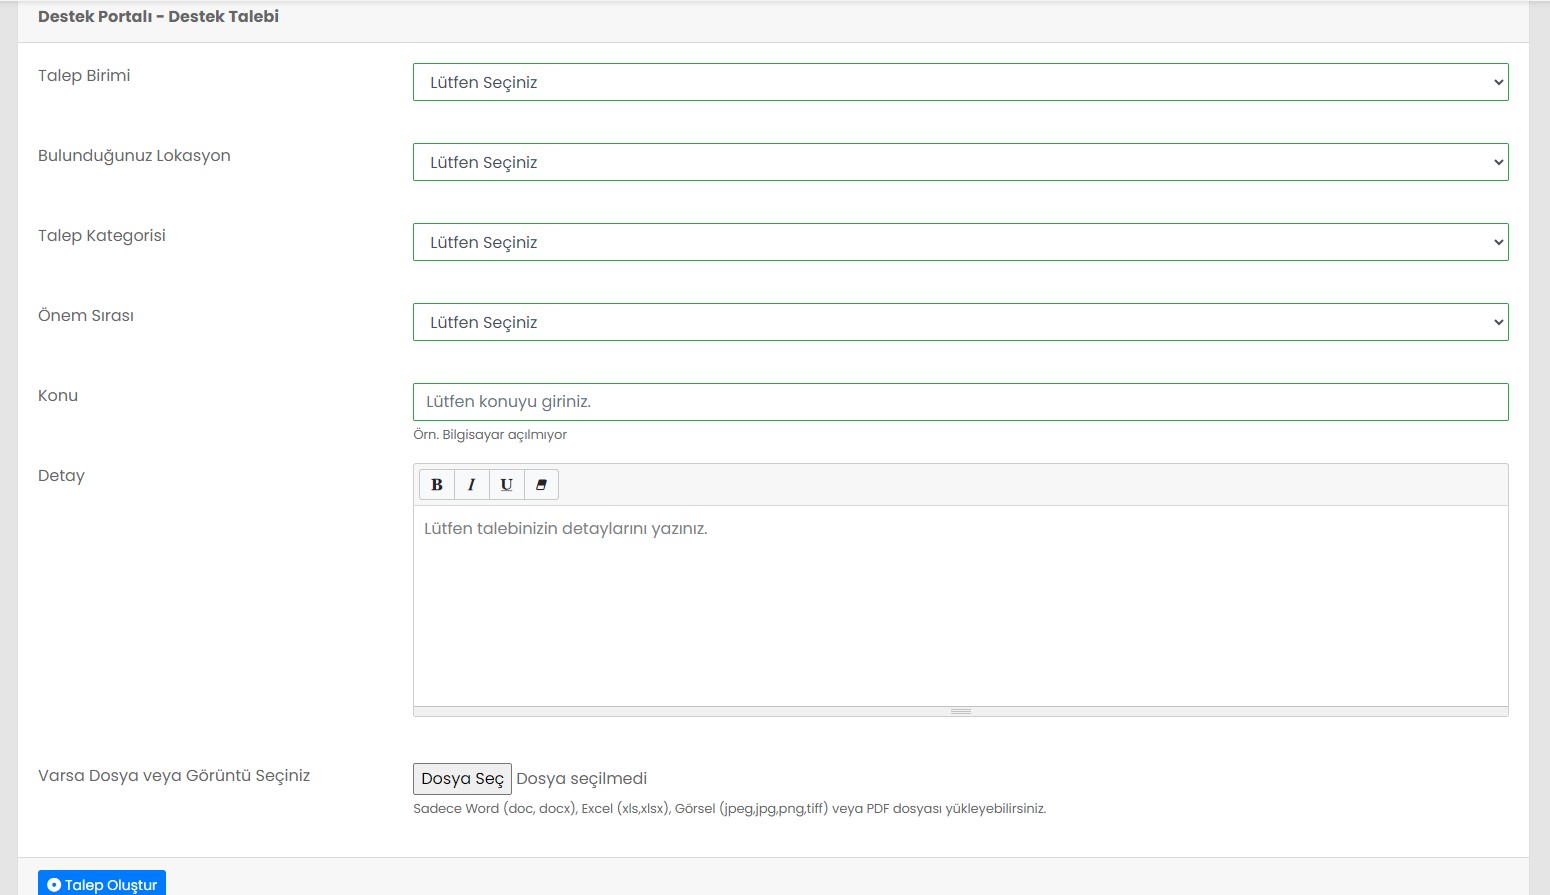 Destek Portalı - Destek Talebi
Talep Birimi
Lütfen Seçiniz
Bulunduğunuz Lokasyon
Lütfen Seçiniz
Talep Kategorisi
Lütfen Seçiniz
Önem Sırası
Lütfen Seçiniz
Konu
Lütfen konuyu giriniz.
Örn. Bilgisayar açılmıyor
Detay
B I U
Lütfen talebinizin detaylarını yazınız.
Varsa Dosya veya Görüntü Seçiniz
Dosya Seç Dosya seçilmedi
Sadece Word (doc, docx), Excel (xls,xlsx), Görsel (jpeg,jpg,png,tiff) veya PDF dosyası yükleyebilirsiniz.
Talep Oluştur